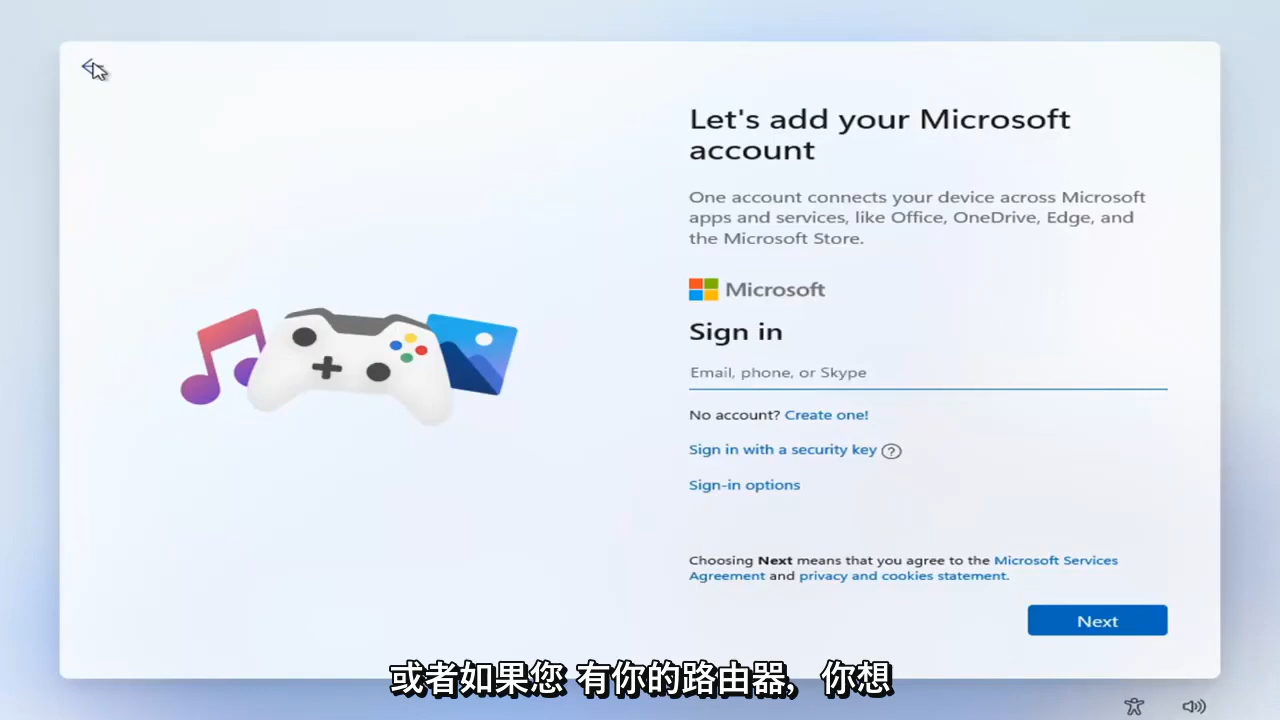 Let's add your Microsoft
account
One account connects your device across Microsoft
apps and services, like Office, OneDrive, Edge, and
the Microsoft Store.
Microsoft
Sign in
Email, phone, or Skype
No account? Create one!
Sign in with a security key ?
Sign-in options
Choosing Next means that you agree to the Microsoft Services
Agreement and privacy and cookies statement.
Next
或者如果您 有你的路由器, 你想